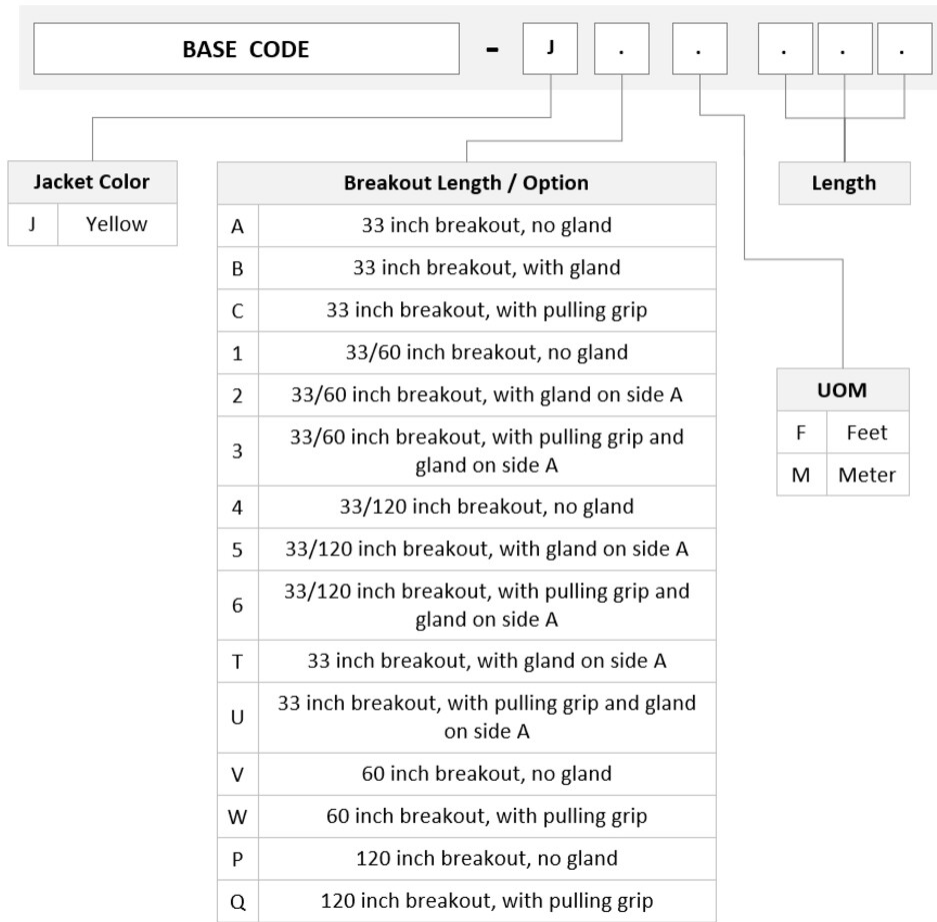 BASE CODE - J . . . . .
Jacket Color
J Yellow
Breakout Length / Option
A 33 inch breakout, no gland
B 33 inch breakout, with gland
C 33 inch breakout, with pulling grip
1 33/60 inch breakout, no gland
2 33/60 inch breakout, with gland on side A
3 33/60 inch breakout, with pulling grip and
gland on side A
4 33/120 inch breakout, no gland
5 33/120 inch breakout, with gland on side A
6 33/120 inch breakout, with pulling grip and
gland on side A
T 33 inch breakout, with gland on side A
U 33 inch breakout, with pulling grip and gland
on side A
V 60 inch breakout, no gland
W 60 inch breakout, with pulling grip
P 120 inch breakout, no gland
Q 120 inch breakout, with pulling grip
Length
UOM
F Feet
M Meter